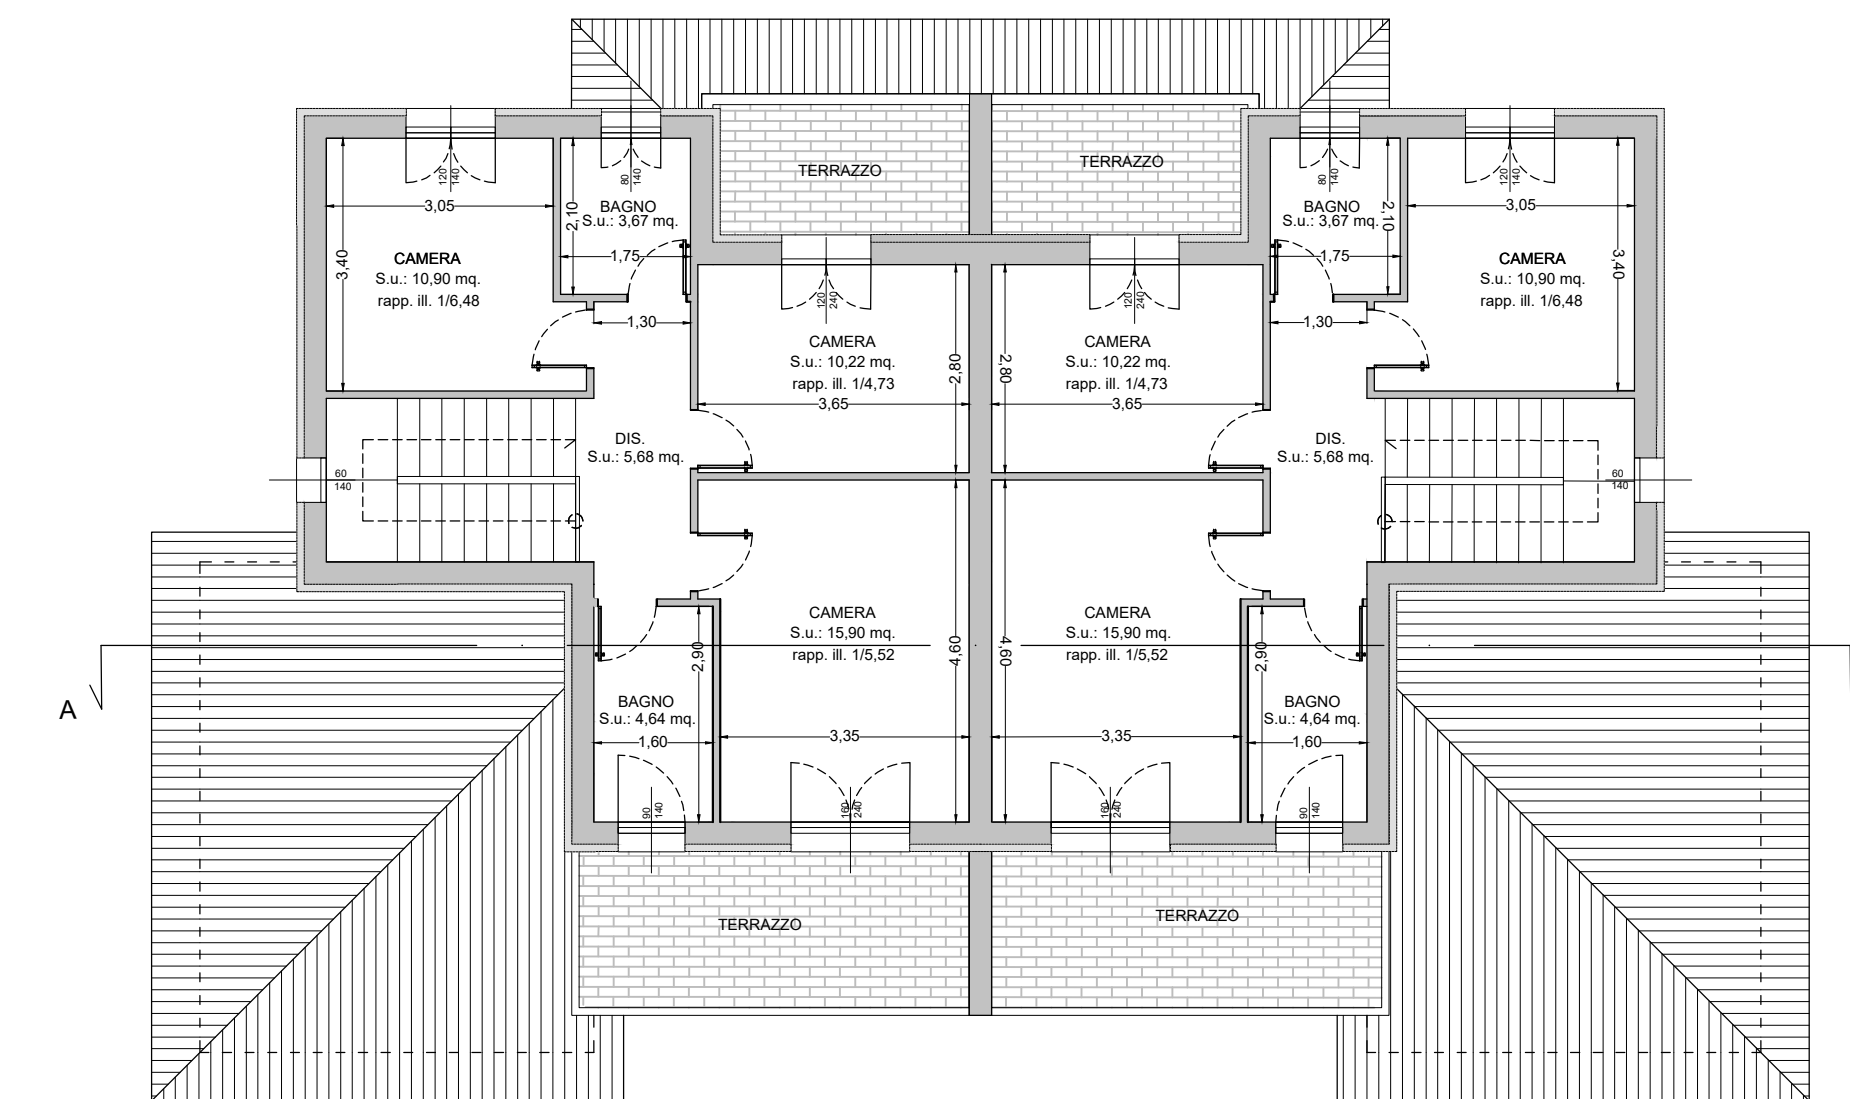 TERRAZZO
TERRAZZO
120
140
80
140
80
140
120
140
3,05
2,10
BAGNO
S.u.: 3,67 mq.
1,75
BAGNO
S.u.: 3,67 mq.
2,10
1,75
3,05
3,40
CAMERA
S.u.: 10,90 mq.
rapp. ill. 1/6,48
CAMERA
S.u.: 10,90 mq.
rapp. ill. 1/6,48
3,40
120
240
120
240
1,30
1,30
CAMERA
S.u.: 10,22 mq.
rapp. ill. 1/4,73
3,65
2,80
2,80
CAMERA
S.u.: 10,22 mq.
rapp. ill. 1/4,73
3,65
DIS.
S.u.: 5,68 mq.
DIS.
S.u.: 5,68 mq.
60
140
60
140
CAMERA
S.u.: 15,90 mq.
rapp. ill. 1/5,52
4,60
4,60
CAMERA
S.u.: 15,90 mq.
rapp. ill. 1/5,52
2,90
2,90
A
BAGNO
S.u.: 4,64 mq.
1,60
3,35
3,35
BAGNO
S.u.: 4,64 mq.
1,60
90
140
160
240
160
240
90
140
TERRAZZO
TERRAZZO